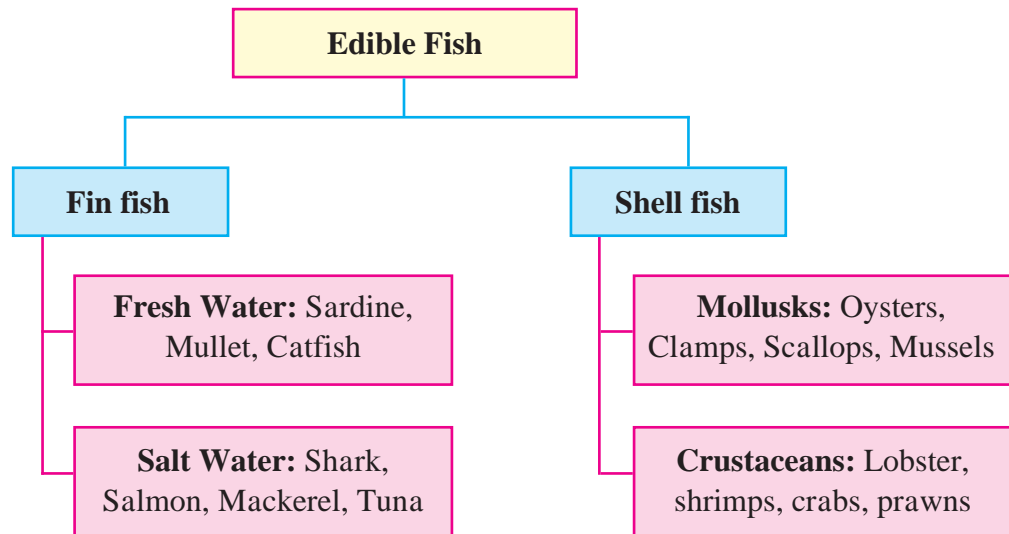 Edible Fish
Fin fish
Shell fish
Fresh Water: Sardine,
Mullet, Catfish
Mollusks: Oysters,
Clamps, Scallops, Mussels
Salt Water: Shark,
Salmon, Mackerel, Tuna
Crustaceans: Lobster,
shrimps, crabs, prawns